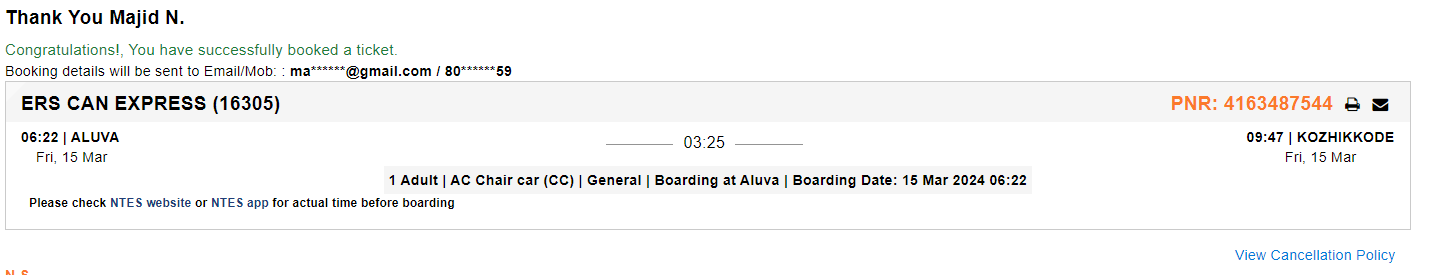 Thank You Majid N.
Congratulations!, You have successfully booked a ticket.
Booking details will be sent to Email/Mob: : ma******@gmail.com / 80******59
ERS CAN EXPRESS (16305) PNR: 4163487544
06:22 | ALUVA 03:25 09:47 | KOZHIKKODE
Fri, 15 Mar Fri, 15 Mar
1 Adult | AC Chair car (CC) | General | Boarding at Aluva | Boarding Date: 15 Mar 2024 06:22
Please check NTES website or NTES app for actual time before boarding
View Cancellation Policy